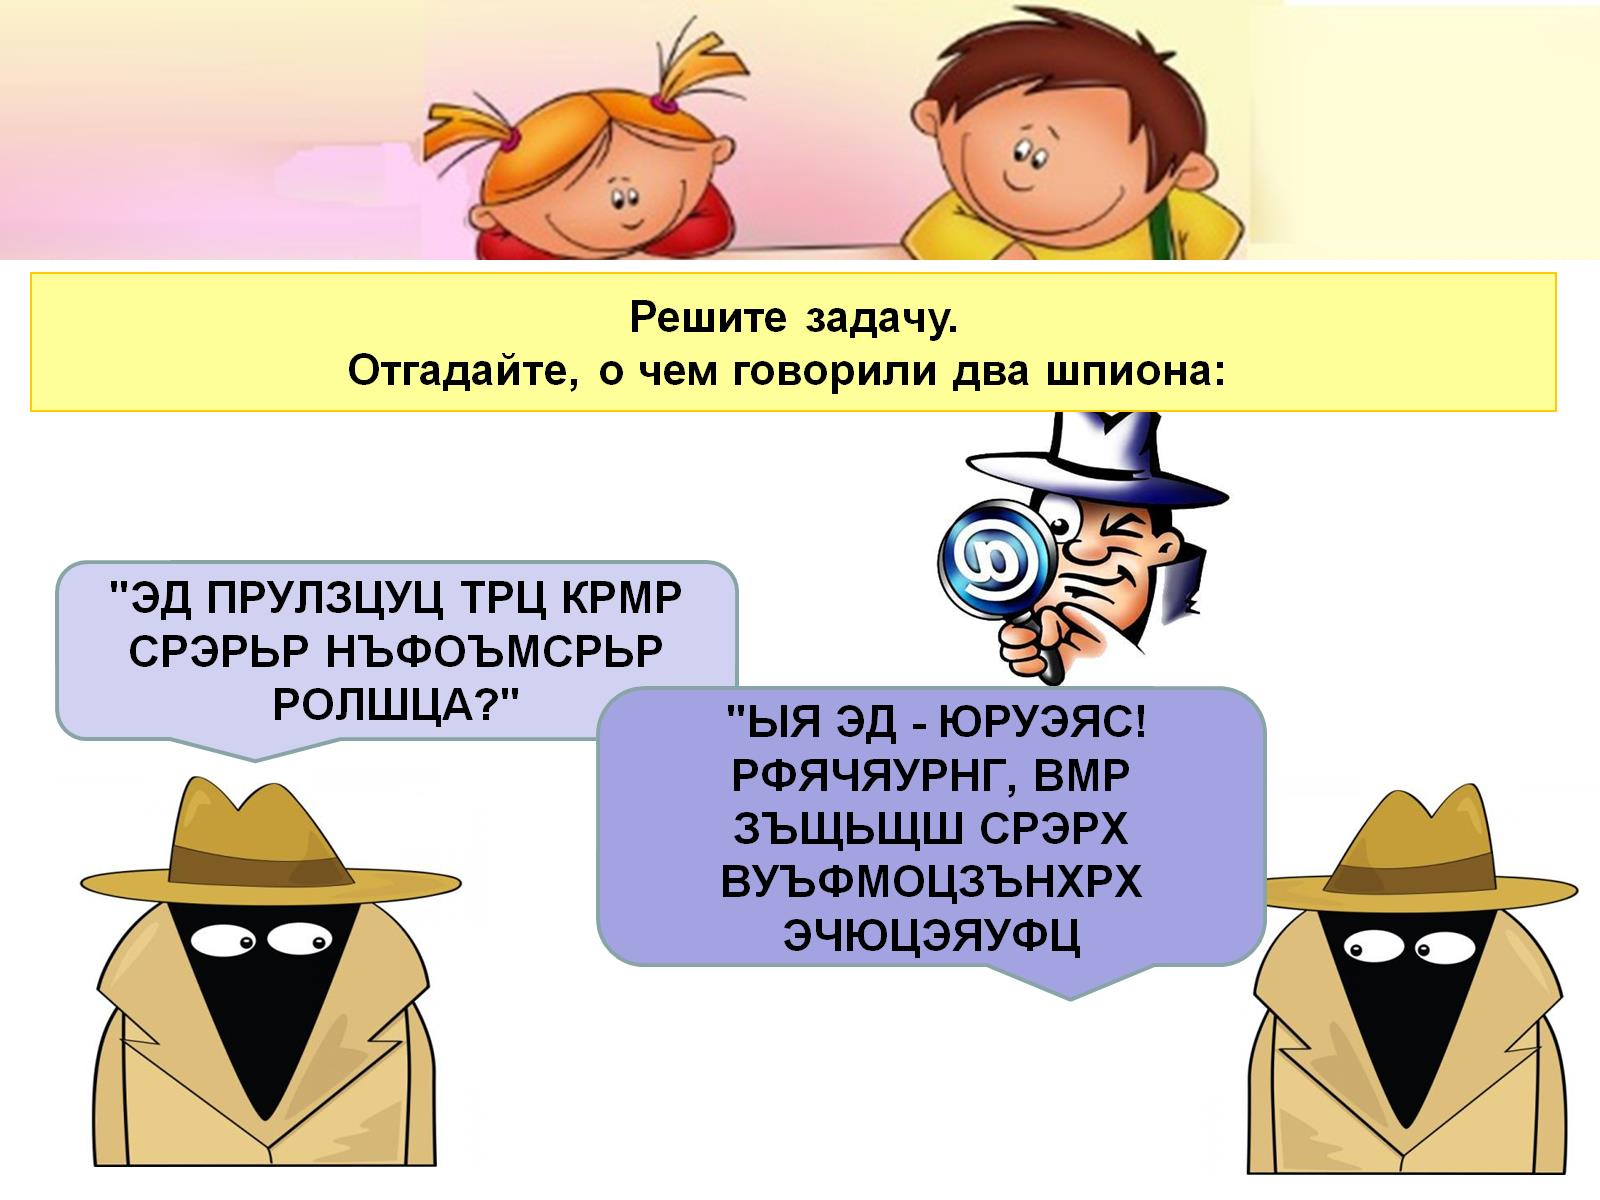 Решите задачу.
Отгадайте, о чем говорили два шпиона:
"ЭД ПРУЛЗЦУЦ ТРЦ КРМР
СРЭРЬР НЪФОЪМСРЬР
РОЛШЦА?"
"ЫЯ ЭД - ЮРУЭЯС!
РФЯЧЯУРНГ, ВМР
ЗЪЩЬЩШ СРЭРХ
ВУЪФМОЦЗЪНХРХ
ЭЧЮЦЭЯУФЦ
@